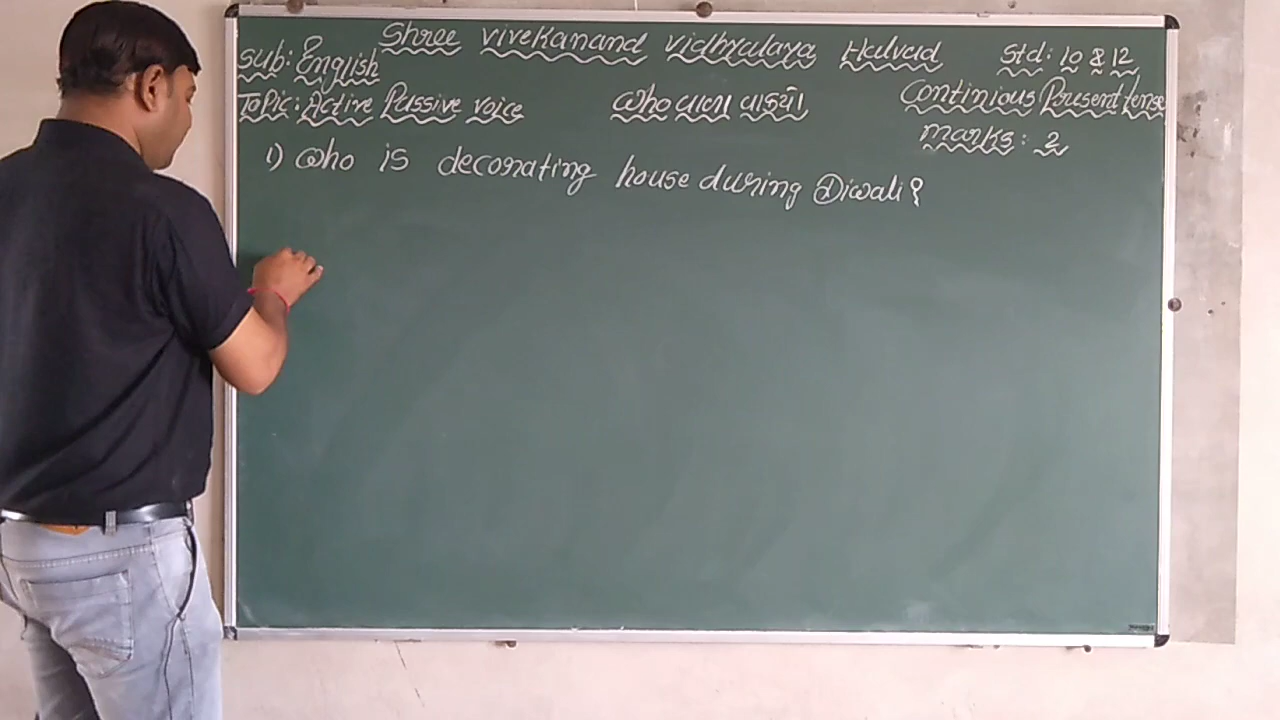 Shree Vivekanand Vidhyalaya Halvad
Sub: English
Std: 10 & 12
Topic: Active Passive voice
Who વાળા વાક્યો
Continious Present tense
Marks: 2
1) Who is decorating house during Diwali?